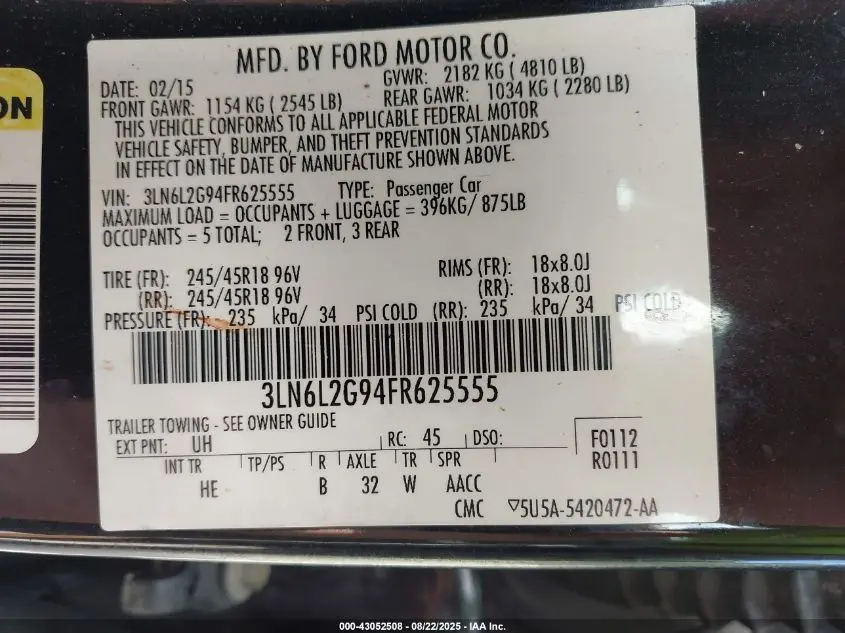 ON
MFD. BY FORD MOTOR CO.
DATE: 02/15 GVWR: 2182 KG ( 4810 LB)
FRONT GAWR: 1154 KG ( 2545 LB) REAR GAWR: 1034 KG ( 2280 LB)
THIS VEHICLE CONFORMS TO ALL APPLICABLE FEDERAL MOTOR
VEHICLE SAFETY, BUMPER, AND THEFT PREVENTION STANDARDS
IN EFFECT ON THE DATE OF MANUFACTURE SHOWN ABOVE.
VIN: 3LN6L2G94FR625555 TYPE: Passenger Car
MAXIMUM LOAD = OCCUPANTS + LUGGAGE = 396KG/ 875LB
OCCUPANTS = 5 TOTAL; 2 FRONT, 3 REAR
TIRE (FR): 245/45R18 96V RIMS (FR): 18x8.0J
(RR): 245/45R18 96V (RR): 18x8.0J
PRESSURE (FR): 235 kPa/ 34 PSI COLD (RR): 235 kPa/ 34 PSI COLD
3LN6L2G94FR625555
TRAILER TOWING - SEE OWNER GUIDE
EXT PNT: UH RC: 45 DSO: F0112
INT TR TP/PS R AXLE TR SPR R0111
HE B 32 W AACC
CMC ▽5U5A-5420472-AA
000-43052508 - 08/22/2025 - IAA Inc.